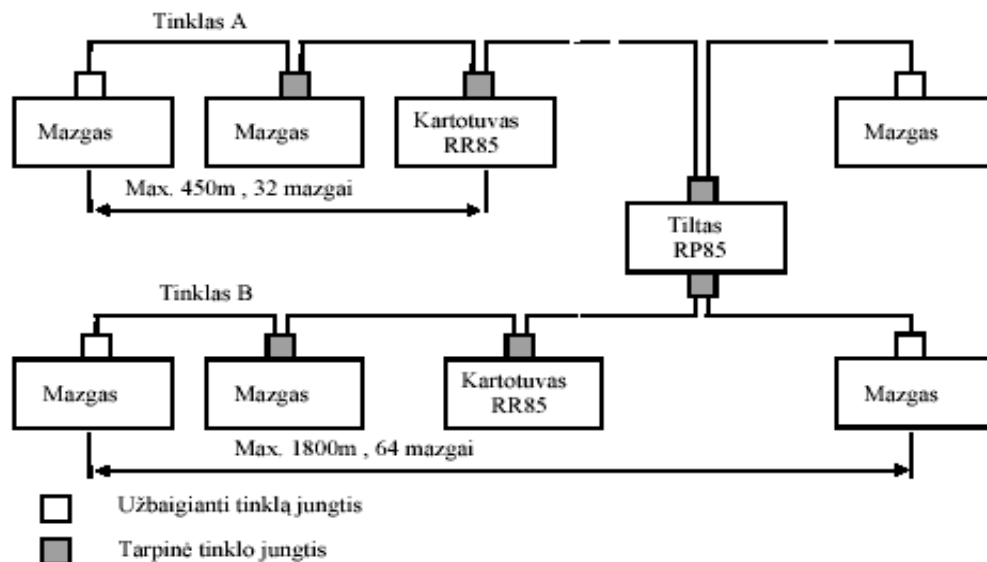 Tinklas A
Mazgas
Mazgas
Kartotuvas
RR85
Mazgas
Max. 450m , 32 mazgai
Tiltas
RP85
Tinklas B
Mazgas
Mazgas
Kartotuvas
RR85
Mazgas
Max. 1800m , 64 mazgai
Užbaigianti tinklą jungtis
Tarpinė tinklo jungtis